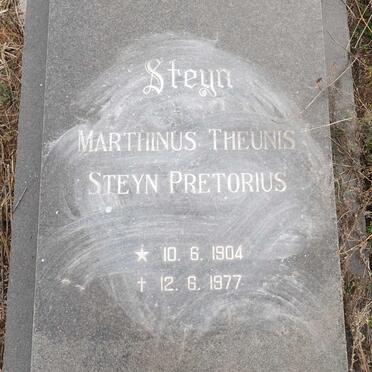 Steyn
MARTHINUS THEUNIS
STEYN PRETORIUS
★ 10. 6. 1904
† 12. 6. 1977